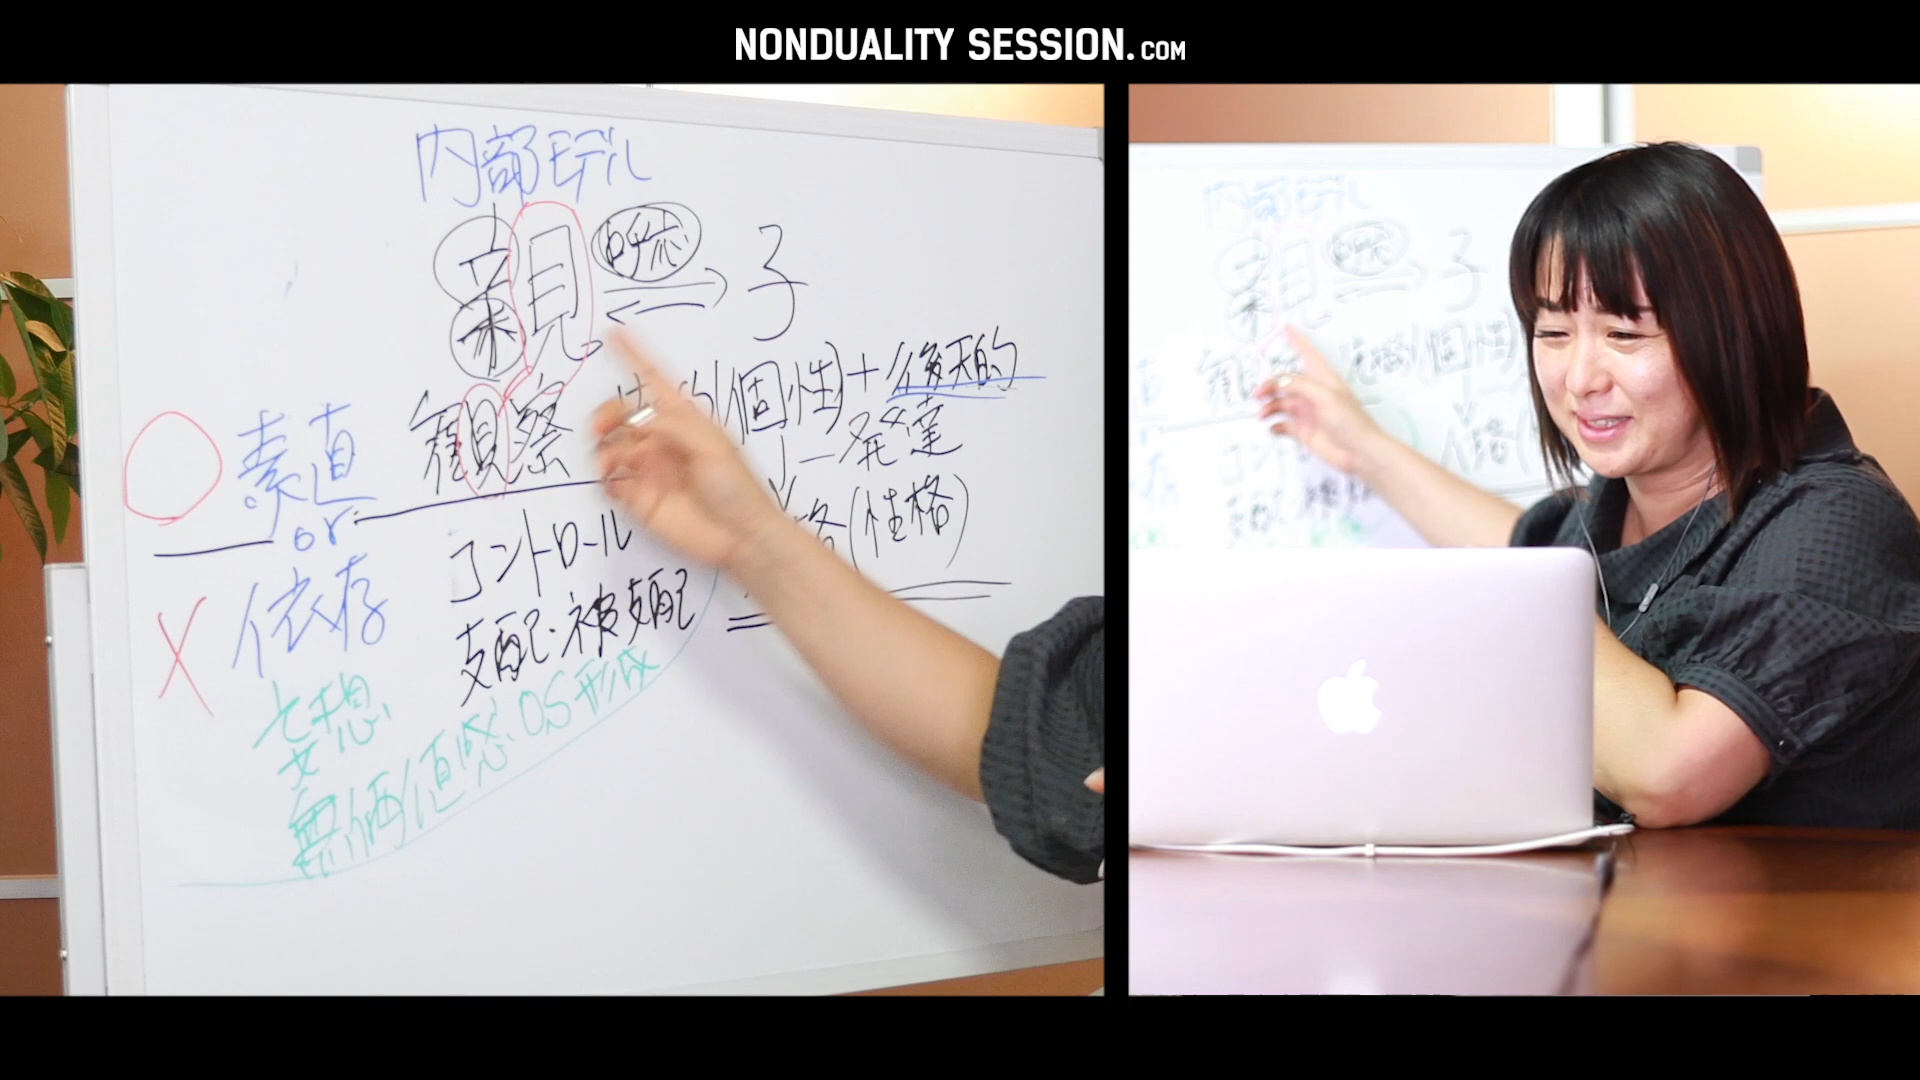 NONDUALITY SESSION.COM
内部モデル
親 呼応 子
観察 (個性)+後天的
発達
素直 (性格)
or
コントロール
依存
支配・被支配
妄想
無価値感、OS形成